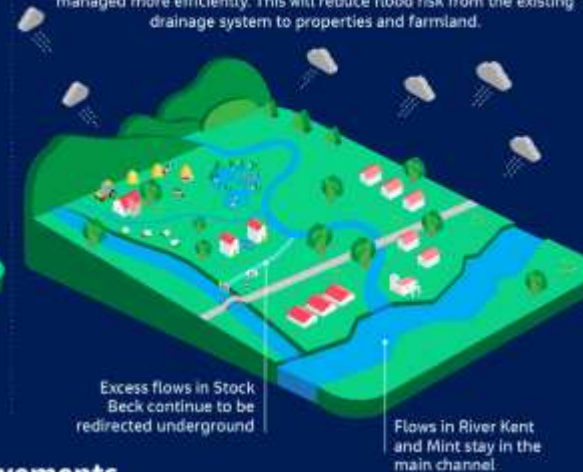 managed more efficiently. This will reduce flood risk from the existing
drainage system to properties and farmland.
Excess flows in Stock
Beck continue to be
redirected underground
Flows in River Kent
and Mint stay in the
main channel